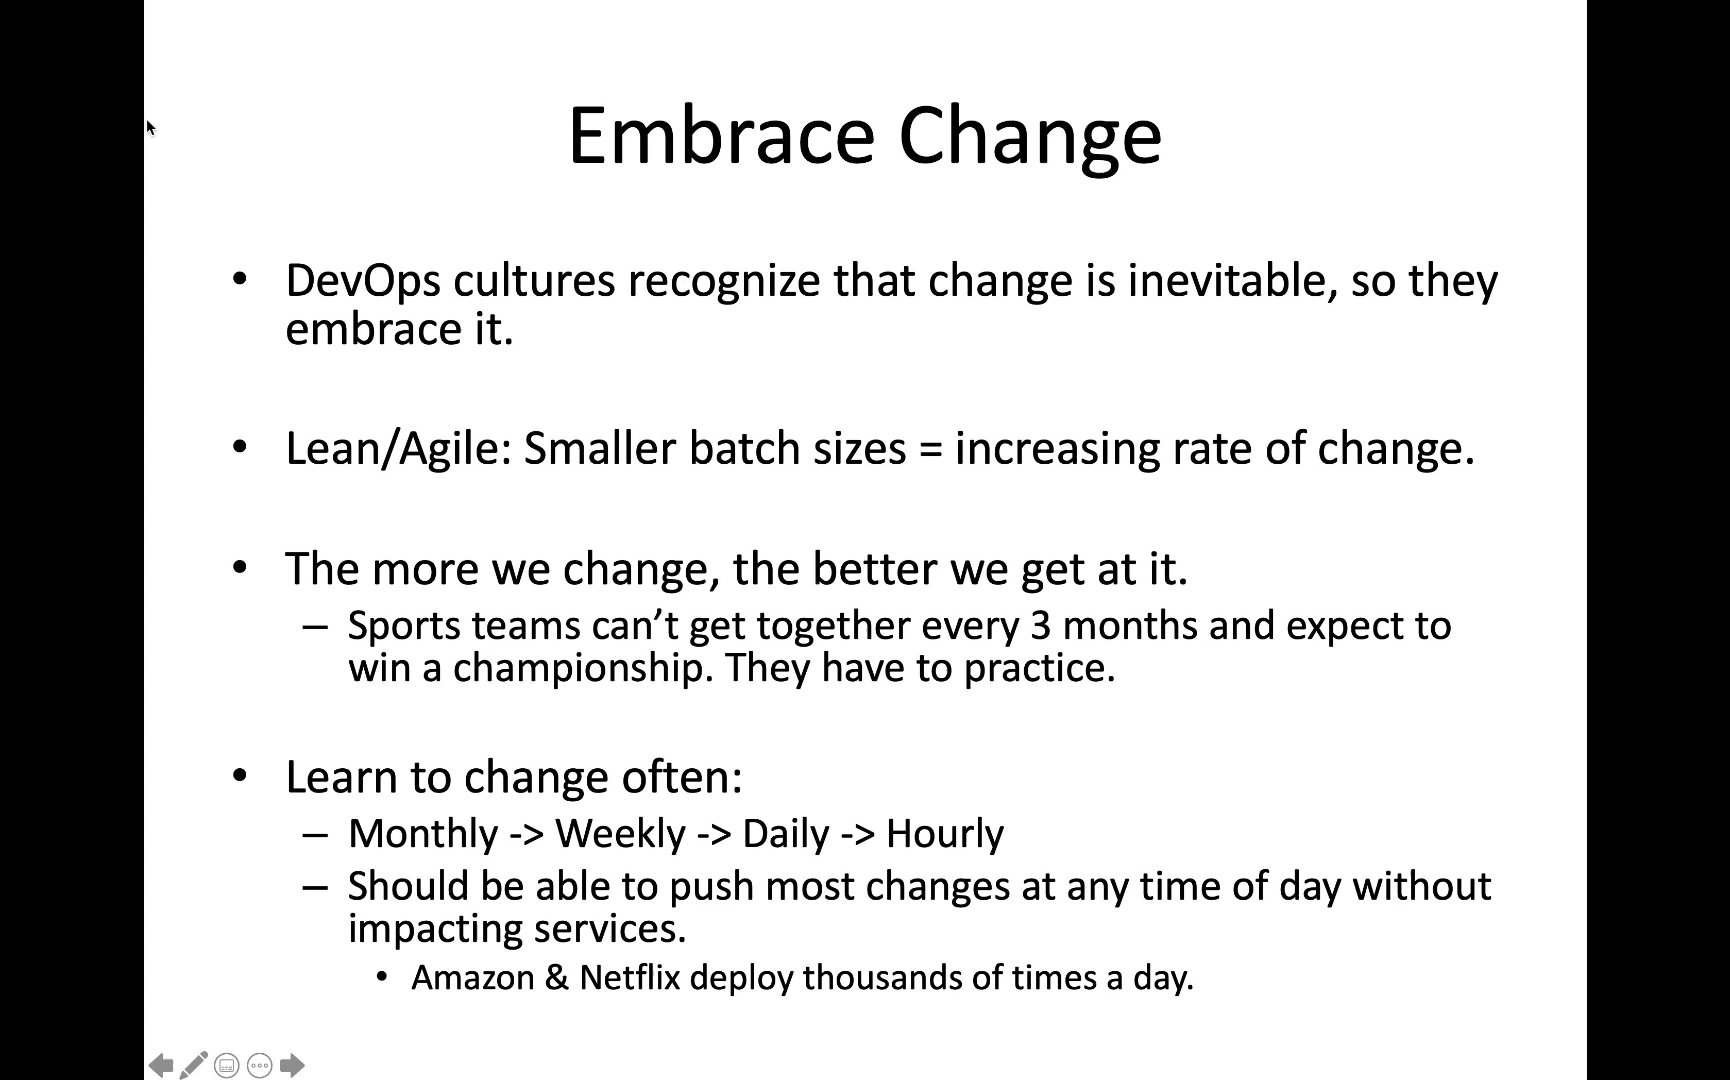 Embrace Change
• DevOps cultures recognize that change is inevitable, so they
embrace it.
• Lean/Agile: Smaller batch sizes = increasing rate of change.
• The more we change, the better we get at it.
– Sports teams can’t get together every 3 months and expect to
win a championship. They have to practice.
• Learn to change often:
– Monthly -> Weekly -> Daily -> Hourly
– Should be able to push most changes at any time of day without
impacting services.
• Amazon & Netflix deploy thousands of times a day.